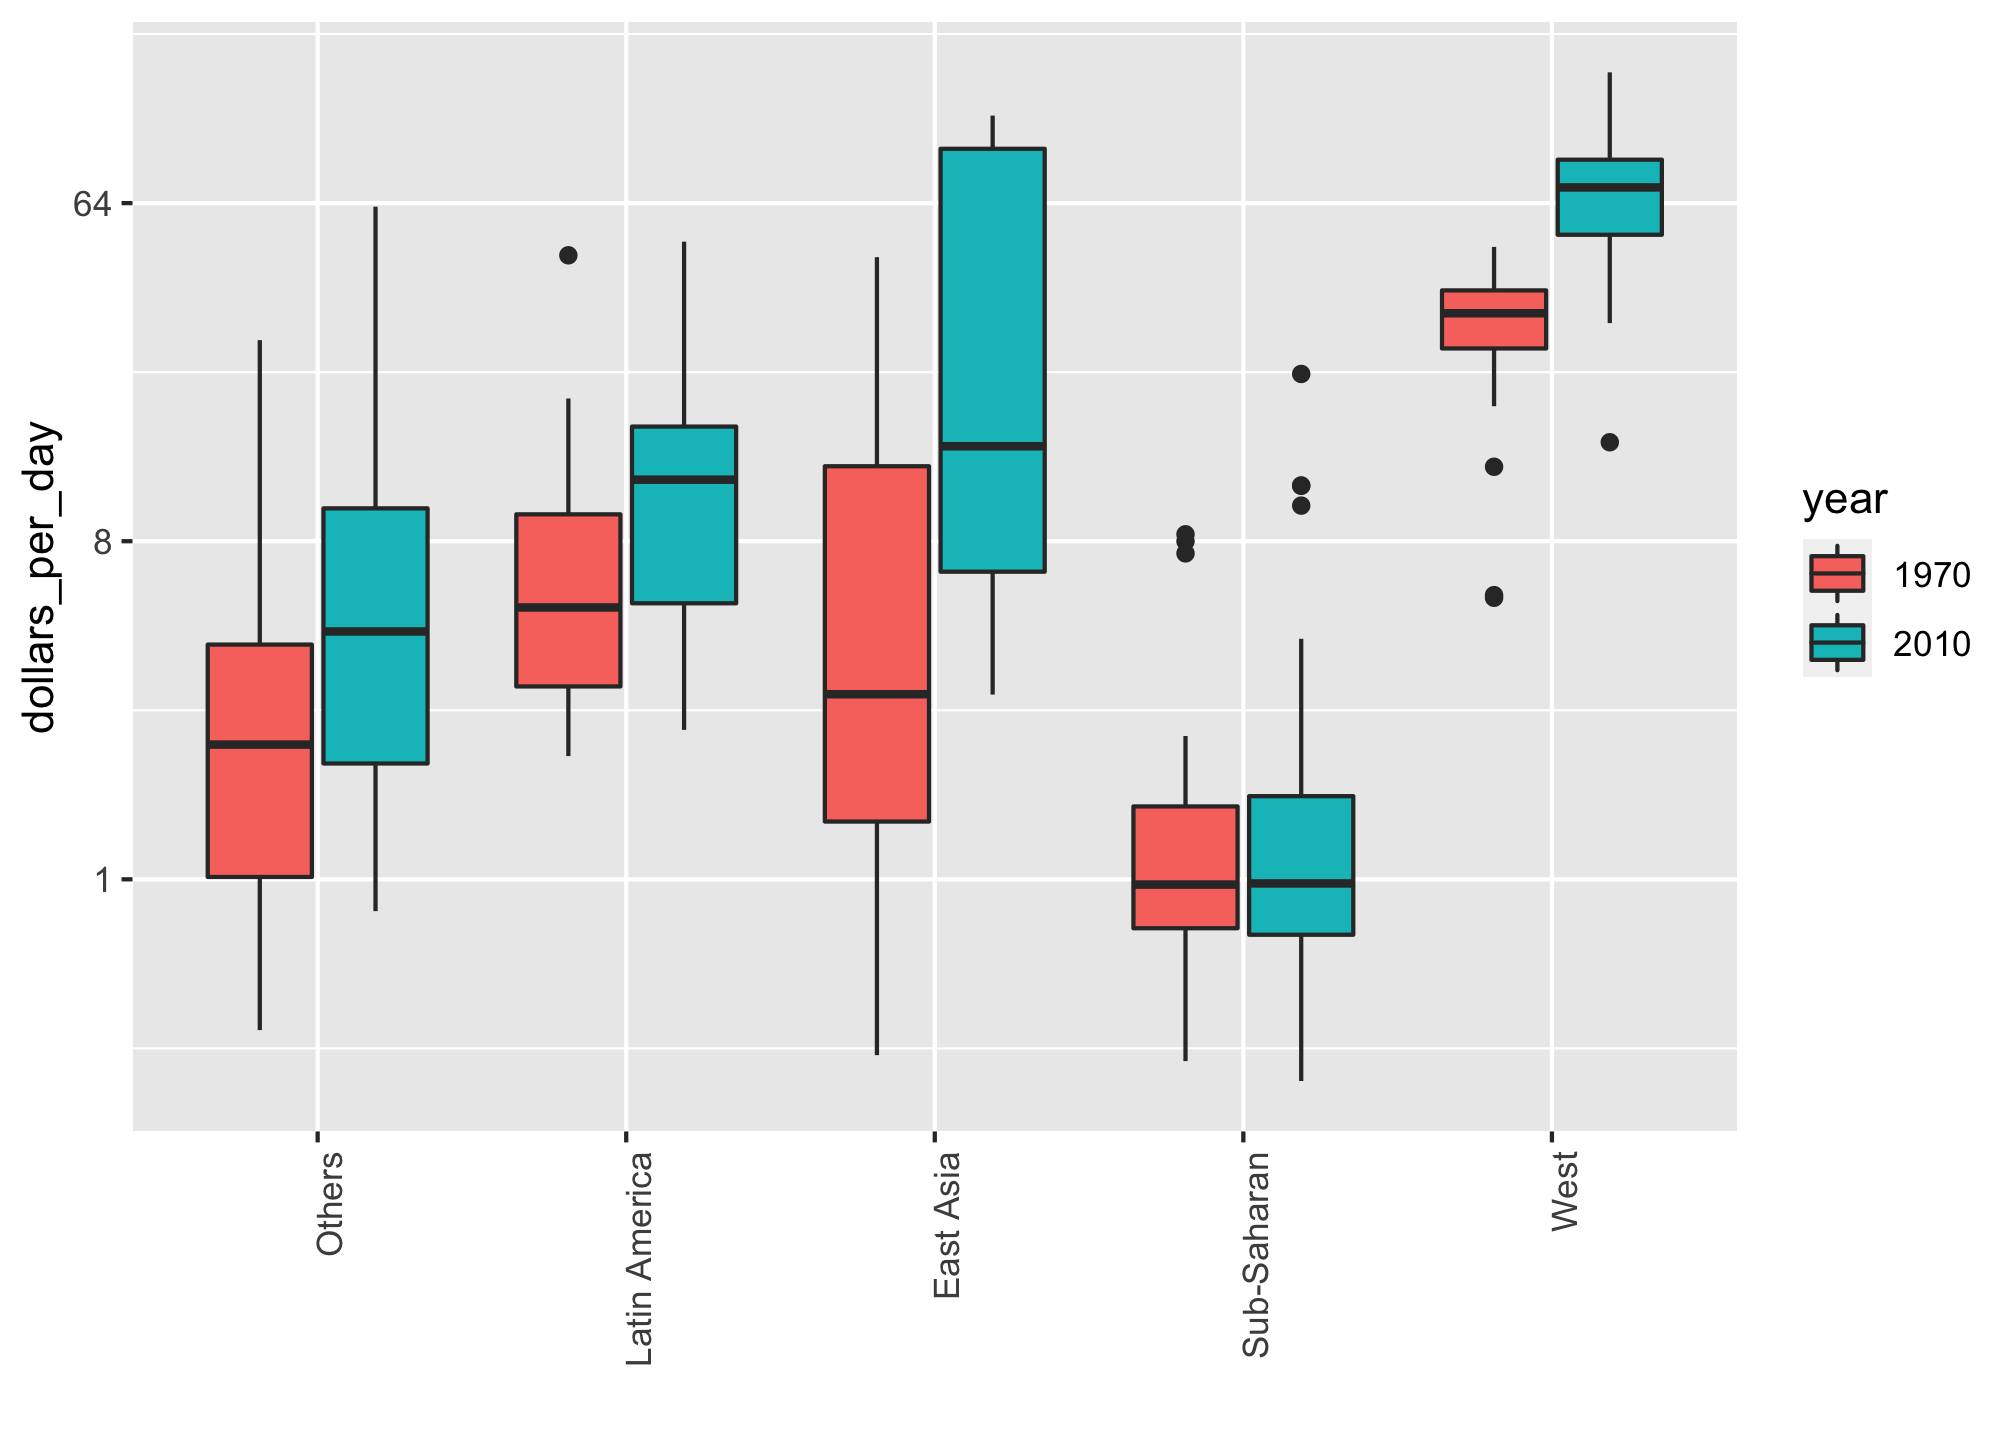 dollars_per_day
64
8
1
Others
Latin America
East Asia
Sub-Saharan
West
year
1970
2010